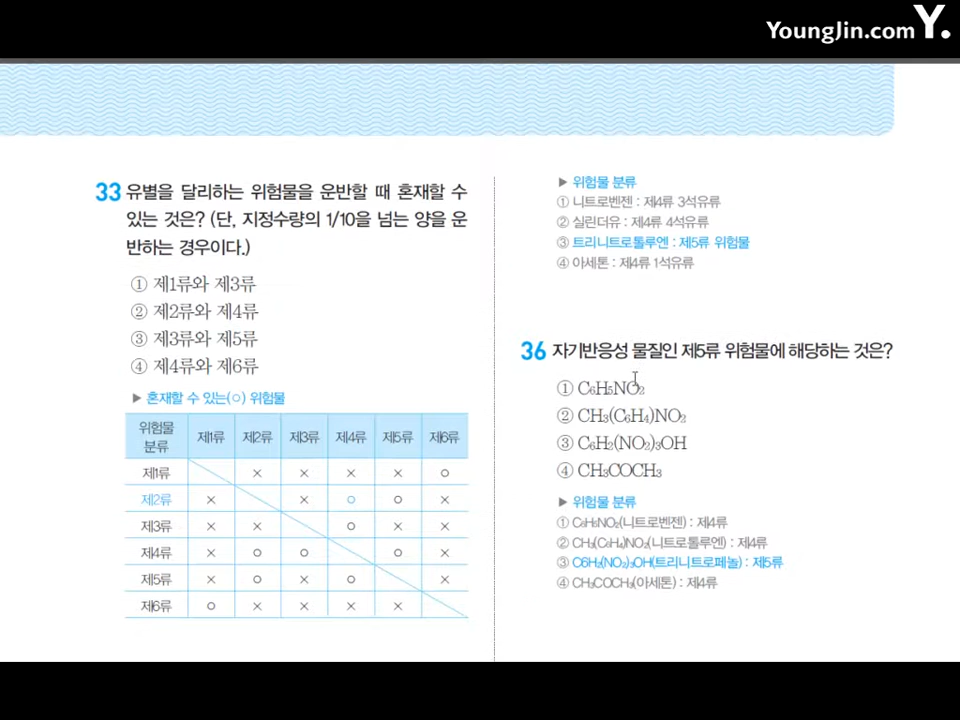 YoungJin.com Y.
33 유별을 달리하는 위험물을 운반할 때 혼재할 수
있는 것은? (단, 지정수량의 1/10을 넘는 양을 운
반하는 경우이다.)
① 제1류와 제3류
② 제2류와 제4류
③ 제3류와 제5류
④ 제4류와 제6류
▶ 혼재할 수 있는(○) 위험물
위험물 분류 제1류 제2류 제3류 제4류 제5류 제6류
제1류 × × × × ○
제2류 × × ○ ○ ×
제3류 × × ○ × ×
제4류 × ○ ○ ○ ×
제5류 × ○ × ○ ×
제6류 ○ × × × ×
▶ 위험물 분류
① 니트로벤젠 : 제4류 3석유류
② 실린더유 : 제4류 4석유류
③ 트리니트로톨루엔 : 제5류 위험물
④ 아세톤 : 제4류 1석유류
36 자기반응성 물질인 제5류 위험물에 해당하는 것은?
① C₆H₅NO₂
② CH₃(C₆H₄)NO₂
③ C₆H₂(NO₂)₃OH
④ CH₃COCH₃
▶ 위험물 분류
① C₆H₅NO₂(니트로벤젠) : 제4류
② CH₃(C₆H₄)NO₂(니트로톨루엔) : 제4류
③ C6H₂(NO₂)₃OH(트리니트로페놀) : 제5류
④ CH₃COCH₃(아세톤) : 제4류